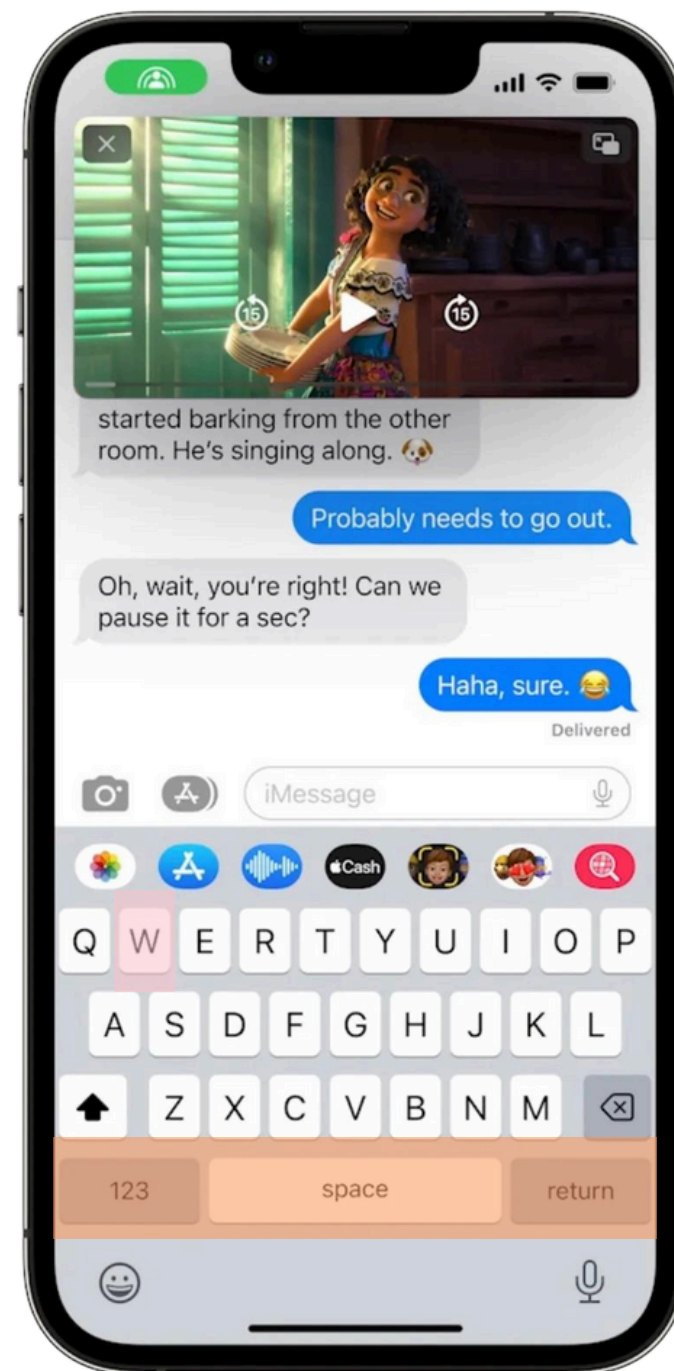 15
15
started barking from the other
room. He's singing along. 🐶
Probably needs to go out.
Oh, wait, you're right! Can we
pause it for a sec?
Haha, sure. 😂
Delivered
iMessage
Cash
Q W E R T Y U I O P
A S D F G H J K L
Z X C V B N M
123 space return